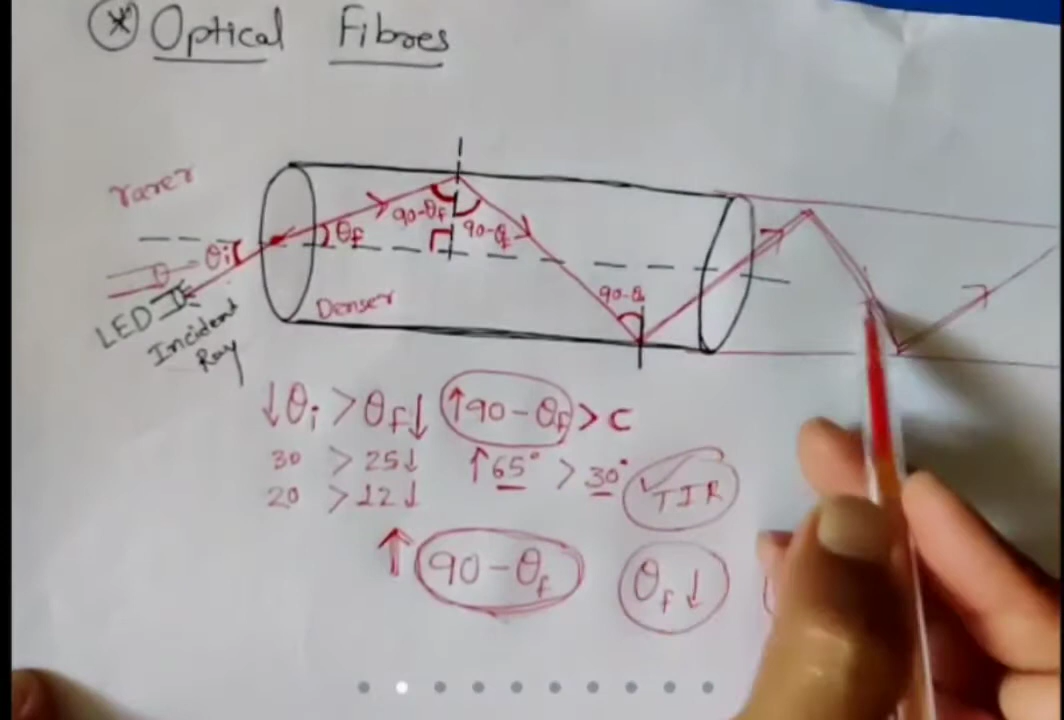 * Optical Fibres
rarer
θi
θf
90-θf
90-θf
90-θ
LED
Incident
Ray
Denser
↓θi > θf↓ ↑90-θf > C
30 > 25↓ ↑65° > 30° ✓TIR
20 > 12↓
↑ 90-θf θf↓